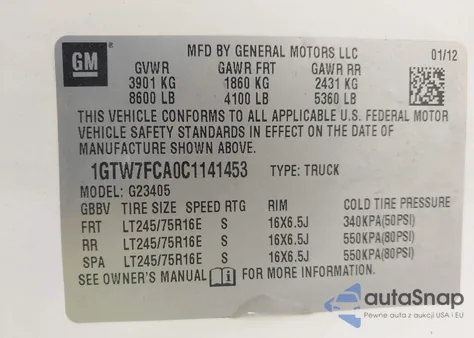 GM
MFD BY GENERAL MOTORS LLC 01/12
GVWR GAWR FRT GAWR RR
3901 KG 1860 KG 2431 KG
8600 LB 4100 LB 5360 LB
THIS VEHICLE CONFORMS TO ALL APPLICABLE U.S. FEDERAL MOTOR
VEHICLE SAFETY STANDARDS IN EFFECT ON THE DATE OF
MANUFACTURE SHOWN ABOVE.
1GTW7FCA0C1141453 TYPE: TRUCK
MODEL: G23405
GBBV TIRE SIZE SPEED RTG RIM COLD TIRE PRESSURE
FRT LT245/75R16E S 16X6.5J 340KPA(50PSI)
RR LT245/75R16E S 16X6.5J 550KPA(80PSI)
SPA LT245/75R16E S 16X6.5J 550KPA(80PSI)
SEE OWNER'S MANUAL i FOR MORE INFORMATION.
autaSnap
Pewne auta z aukcji USA i EU